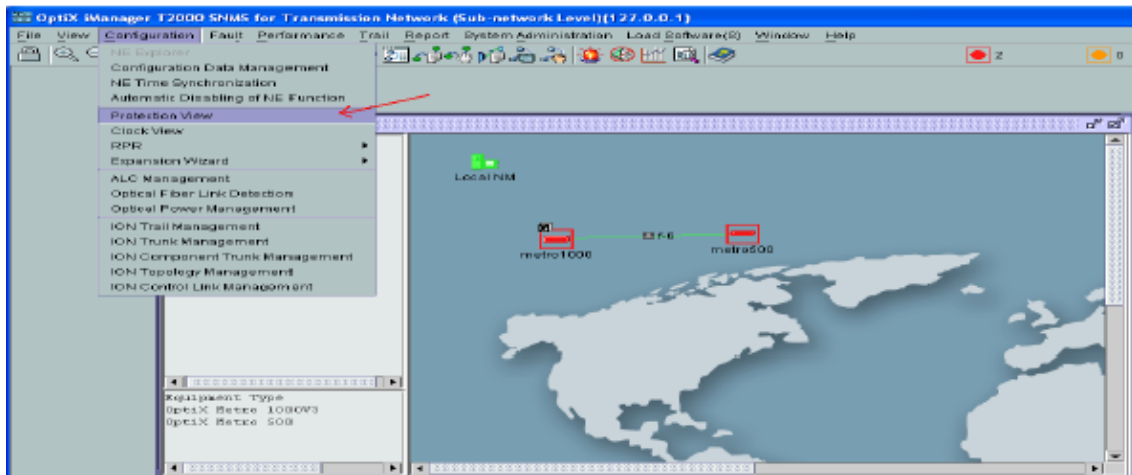 OptiX iManager T2000 SNMS for Transmission Network (Sub-network Level)(127.0.0.1)
File View Configuration Fault Performance Trail Report System Administration Load Software(S) Window Help
2 0
NE Explorer
Configuration Data Management
NE Time Synchronization
Automatic Disabling of NE Function
Protection View
Clock View
RPR
Expansion Wizard
ALC Management
Optical Fiber Link Detection
Optical Power Management
ION Trail Management
ION Trunk Management
ION Component Trunk Management
ION Topology Management
ION Control Link Management
Local NM
metro1000
metro500
Equipment Type
OptiX Metro 1000V3
OptiX Metro 500